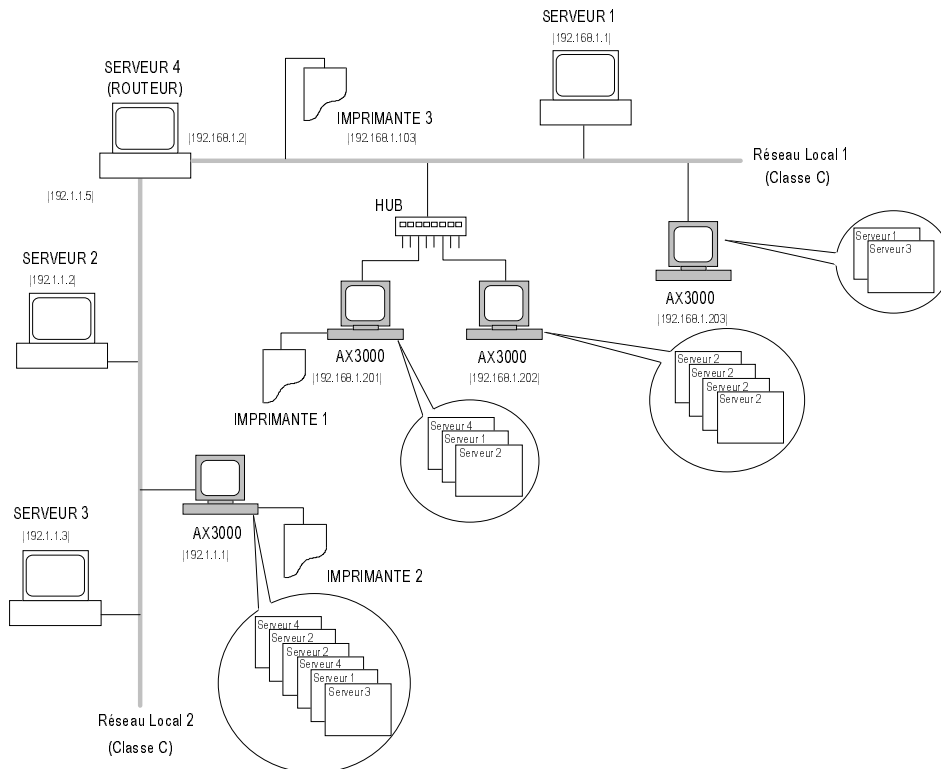 SERVEUR 1
|192.168.1.1|
SERVEUR 4
(ROUTEUR)
|192.168.1.2|
IMPRIMANTE 3
|192.168.1.103|
Réseau Local 1
(Classe C)
|192.1.1.5|
HUB
SERVEUR 2
|192.1.1.2|
Serveur 1
Serveur 3
AX3000
|192.168.1.203|
AX3000
|192.168.1.201|
AX3000
|192.168.1.202|
Serveur 2
Serveur 2
Serveur 2
Serveur 2
IMPRIMANTE 1
Serveur 4
Serveur 1
Serveur 2
SERVEUR 3
|192.1.1.3|
AX3000
|192.1.1.1|
IMPRIMANTE 2
Serveur 4
Serveur 2
Serveur 2
Serveur 4
Serveur 1
Serveur 3
Réseau Local 2
(Classe C)